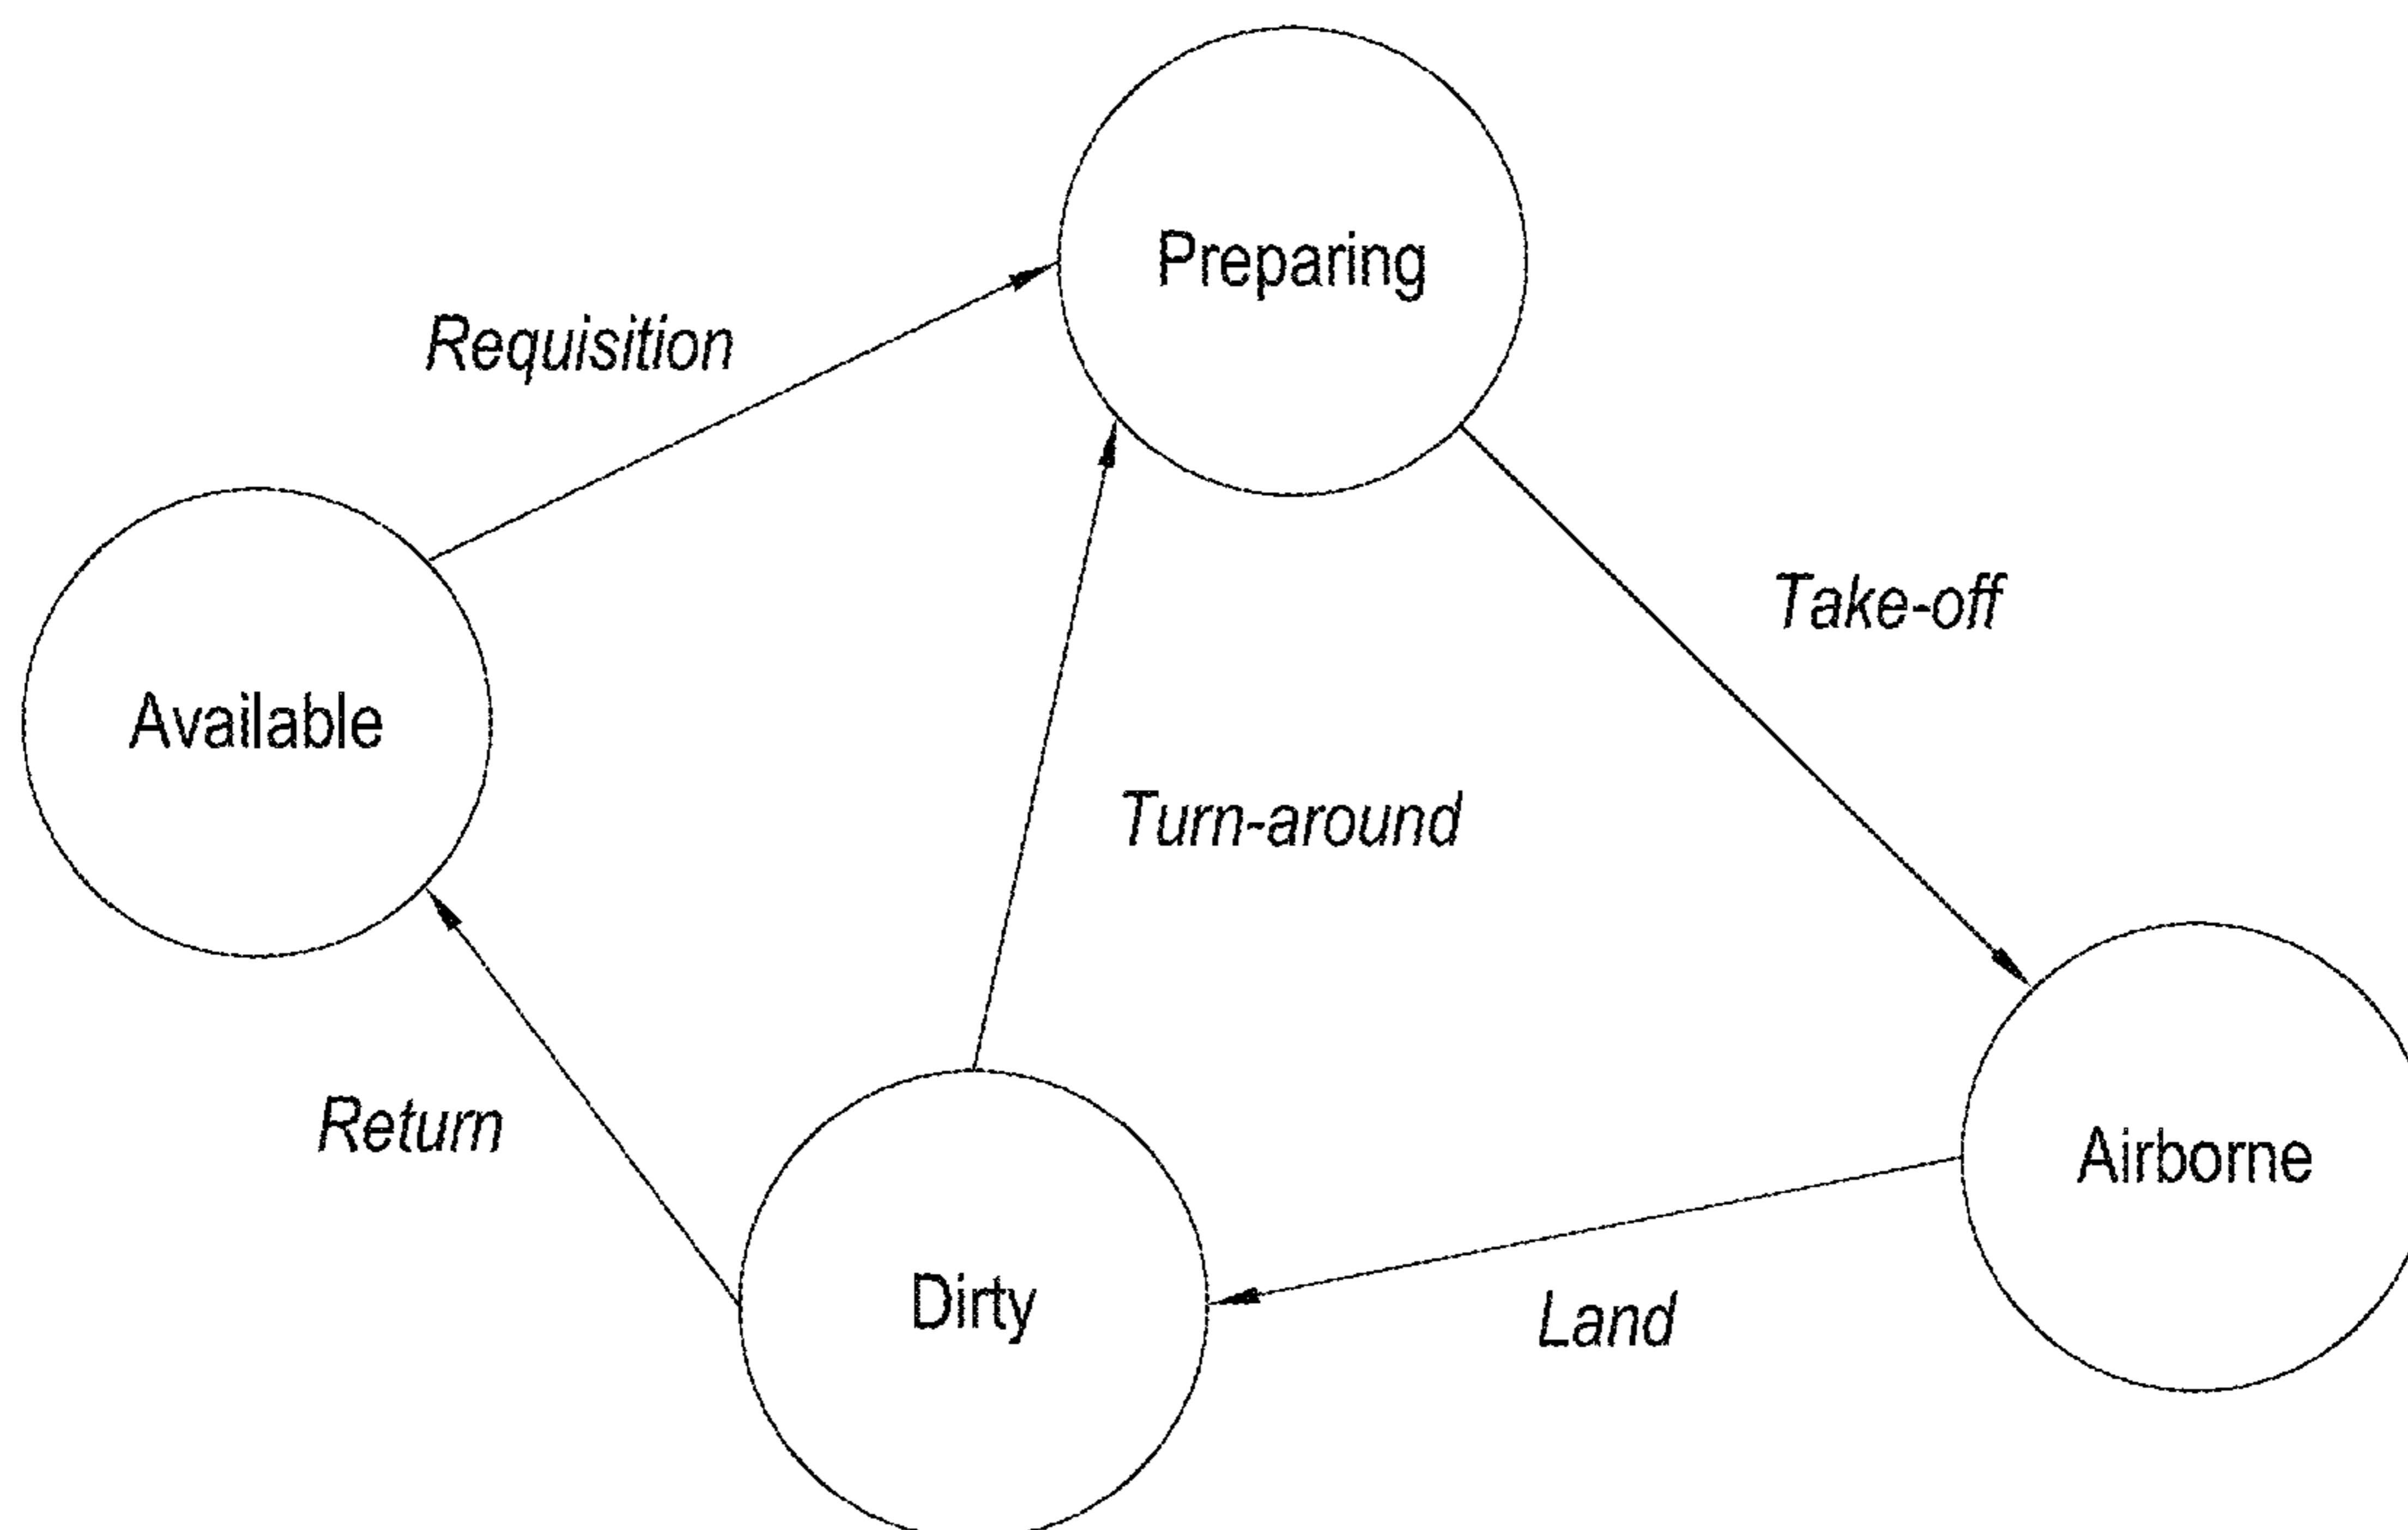 Preparing
Requisition
Take-off
Available
Turn-around
Return
Airborne
Dirty
Land